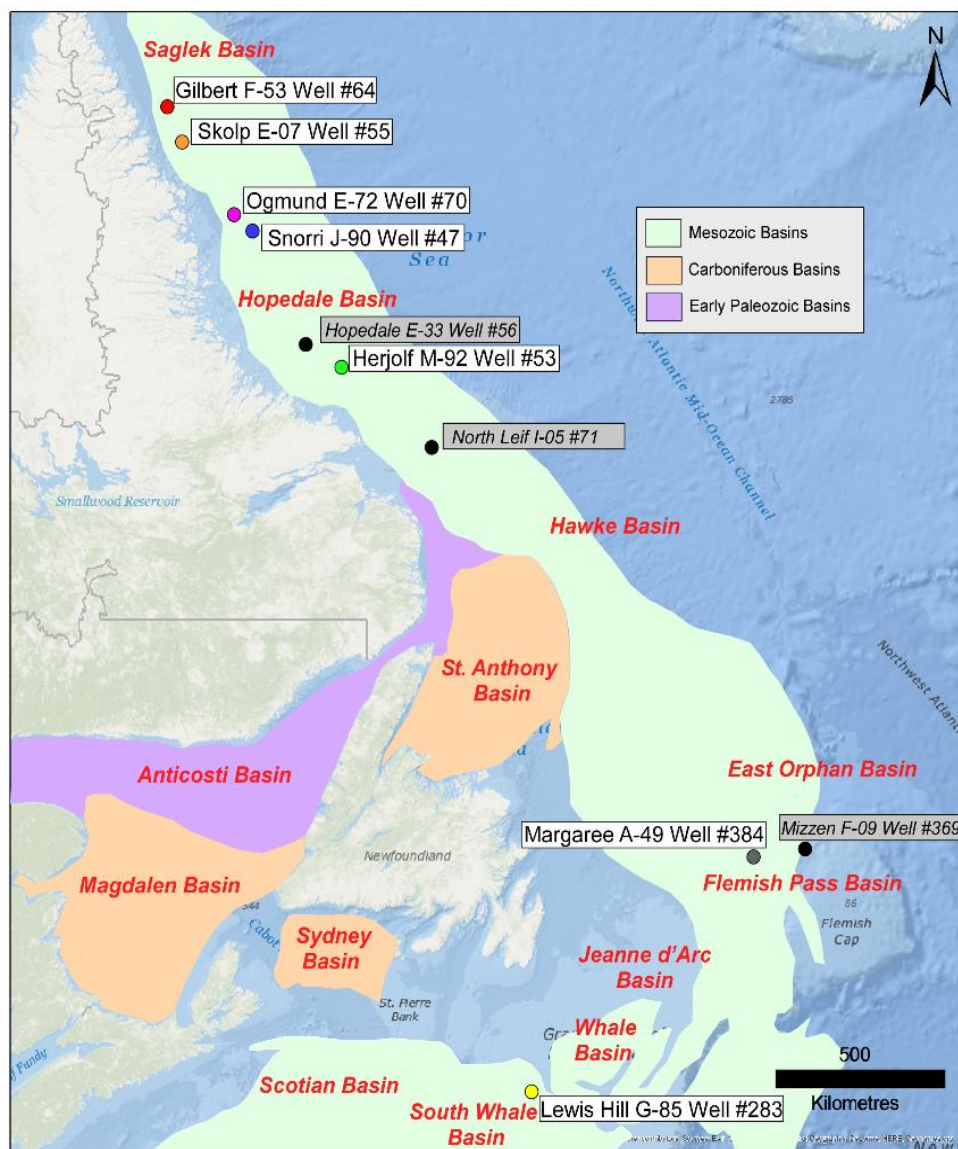 N
Saglek Basin
Gilbert F-53 Well #64
Skolp E-07 Well #55
Ogmund E-72 Well #70
Snorri J-90 Well #47
Sea
Mesozoic Basins
Carboniferous Basins
Early Paleozoic Basins
Hopedale Basin
Hopedale E-33 Well #56
Herjolf M-92 Well #53
Atlantic Mid-Ocean Channel
2785
North Leif I-05 #71
Smallwood Reservoir
Hawke Basin
St. Anthony
Basin
Northwest Atlantic
Anticosti Basin
East Orphan Basin
Margaree A-49 Well #384
Mizzen F-09 Well #369
Newfoundland
Magdalen Basin
Flemish Pass Basin
86
Flemish
Cap
544
Cabot
Sydney
Basin
Jeanne d'Arc
Basin
St. Pierre
Bank
Whale
Basin
of Fundy
500
Kilometres
Scotian Basin
South Whale
Basin
Lewis Hill G-85 Well #283